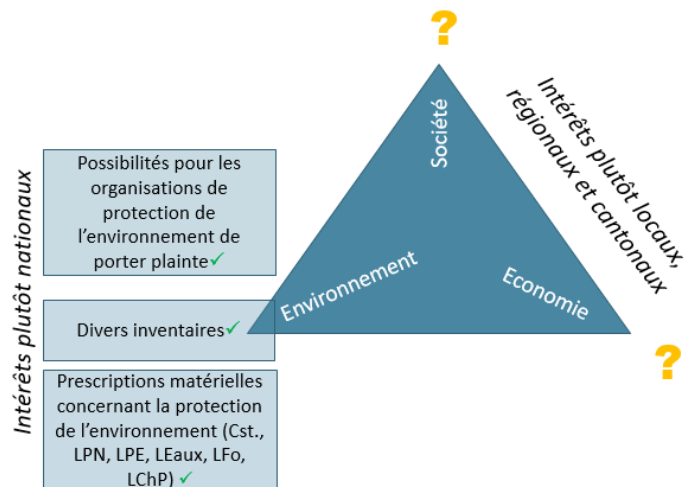 ?
Intérêts plutôt locaux,
régionaux et cantonaux
Société
Intérêts plutôt nationaux
Possibilités pour les
organisations de
protection de
l’environnement de
porter plainte✓
Environnement
Economie
Divers inventaires✓
?
Prescriptions matérielles
concernant la protection
de l’environnement (Cst.,
LPN, LPE, LEaux, LFo,
LChP) ✓